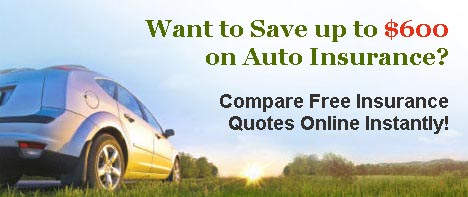 Want to Save up to $600
on Auto Insurance?
Compare Free Insurance
Quotes Online Instantly!